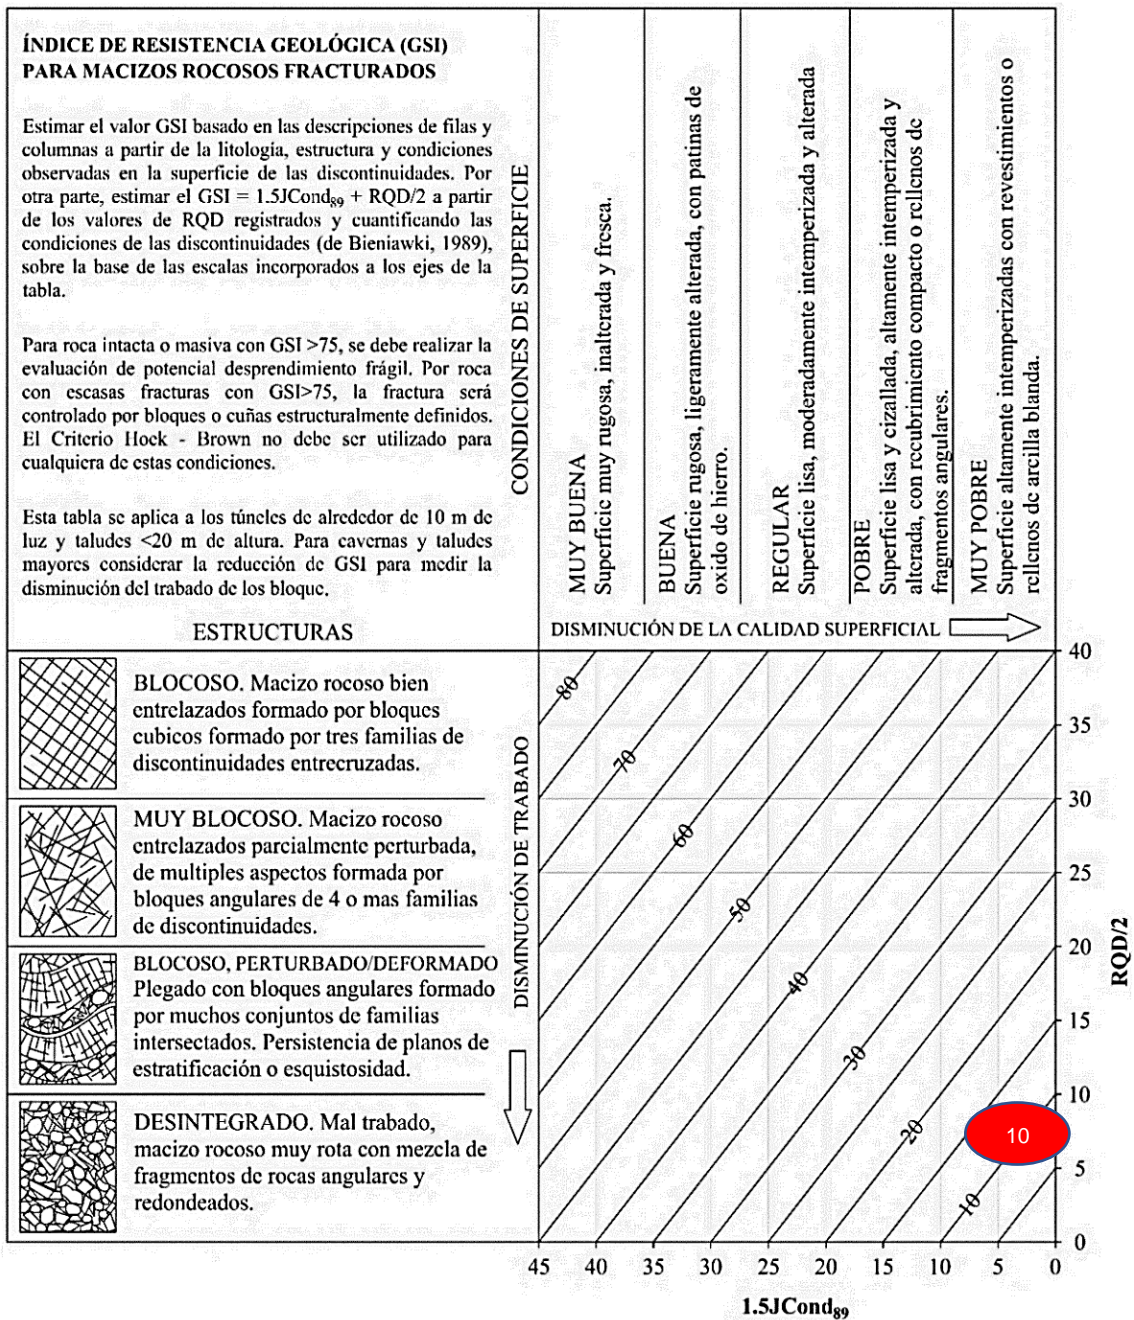 ÍNDICE DE RESISTENCIA GEOLÓGICA (GSI)
PARA MACIZOS ROCOSOS FRACTURADOS
Estimar el valor GSI basado en las descripciones de filas y
columnas a partir de la litología, estructura y condiciones
observadas en la superficie de las discontinuidades. Por
otra parte, estimar el GSI = 1.5JCond89 + RQD/2 a partir
de los valores de RQD registrados y cuantificando las
condiciones de las discontinuidades (de Bieniawki, 1989),
sobre la base de las escalas incorporados a los ejes de la
tabla.
Para roca intacta o masiva con GSI >75, se debe realizar la
evaluación de potencial desprendimiento frágil. Por roca
con escasas fracturas con GSI>75, la fractura será
controlado por bloques o cuñas estructuralmente definidos.
El Criterio Hock - Brown no debe ser utilizado para
cualquiera de estas condiciones.
Esta tabla se aplica a los túneles de alrededor de 10 m de
luz y taludes <20 m de altura. Para cavernas y taludes
mayores considerar la reducción de GSI para medir la
disminución del trabado de los bloque.
ESTRUCTURAS
CONDICIONES DE SUPERFICIE
MUY BUENA
Superficie muy rugosa, inalterada y fresca.
BUENA
Superficie rugosa, ligeramente alterada, con patinas de
oxido de hierro.
REGULAR
Superficie lisa, moderadamente intemperizada y alterada
POBRE
Superficie lisa y cizallada, altamente intemperizada y
alterada, con recubrimiento compacto o rellenos de
fragmentos angulares.
MUY POBRE
Superficie altamente intemperizadas con revestimientos o
rellenos de arcilla blanda.
DISMINUCIÓN DE LA CALIDAD SUPERFICIAL
BLOCOSO. Macizo rocoso bien
entrelazados formado por bloques
cubicos formado por tres familias de
discontinuidades entrecruzadas.
MUY BLOCOSO. Macizo rocoso
entrelazados parcialmente perturbada,
de multiples aspectos formada por
bloques angulares de 4 o mas familias
de discontinuidades.
BLOCOSO, PERTURBADO/DEFORMADO
Plegado con bloques angulares formado
por muchos conjuntos de familias
intersectados. Persistencia de planos de
estratificación o esquistosidad.
DESINTEGRADO. Mal trabado,
macizo rocoso muy rota con mezcla de
fragmentos de rocas angulares y
redondeados.
DISMINUCIÓN DE TRABADO
80
70
60
50
40
30
20
10
10
40
35
30
25
20
15
10
5
0
RQD/2
45 40 35 30 25 20 15 10 5 0
1.5JCond89